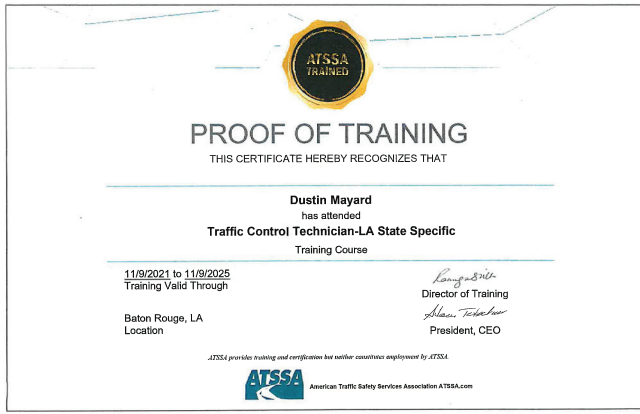 ATSSA
TRAINED
PROOF OF TRAINING
THIS CERTIFICATE HEREBY RECOGNIZES THAT
Dustin Mayard
has attended
Traffic Control Technician-LA State Specific
Training Course
11/9/2021 to 11/9/2025
Training Valid Through
Director of Training
Baton Rouge, LA
Location
President, CEO
ATSSA provides training and certification but neither constitutes employment by ATSSA.
ATSSA
American Traffic Safety Services Association ATSSA.com